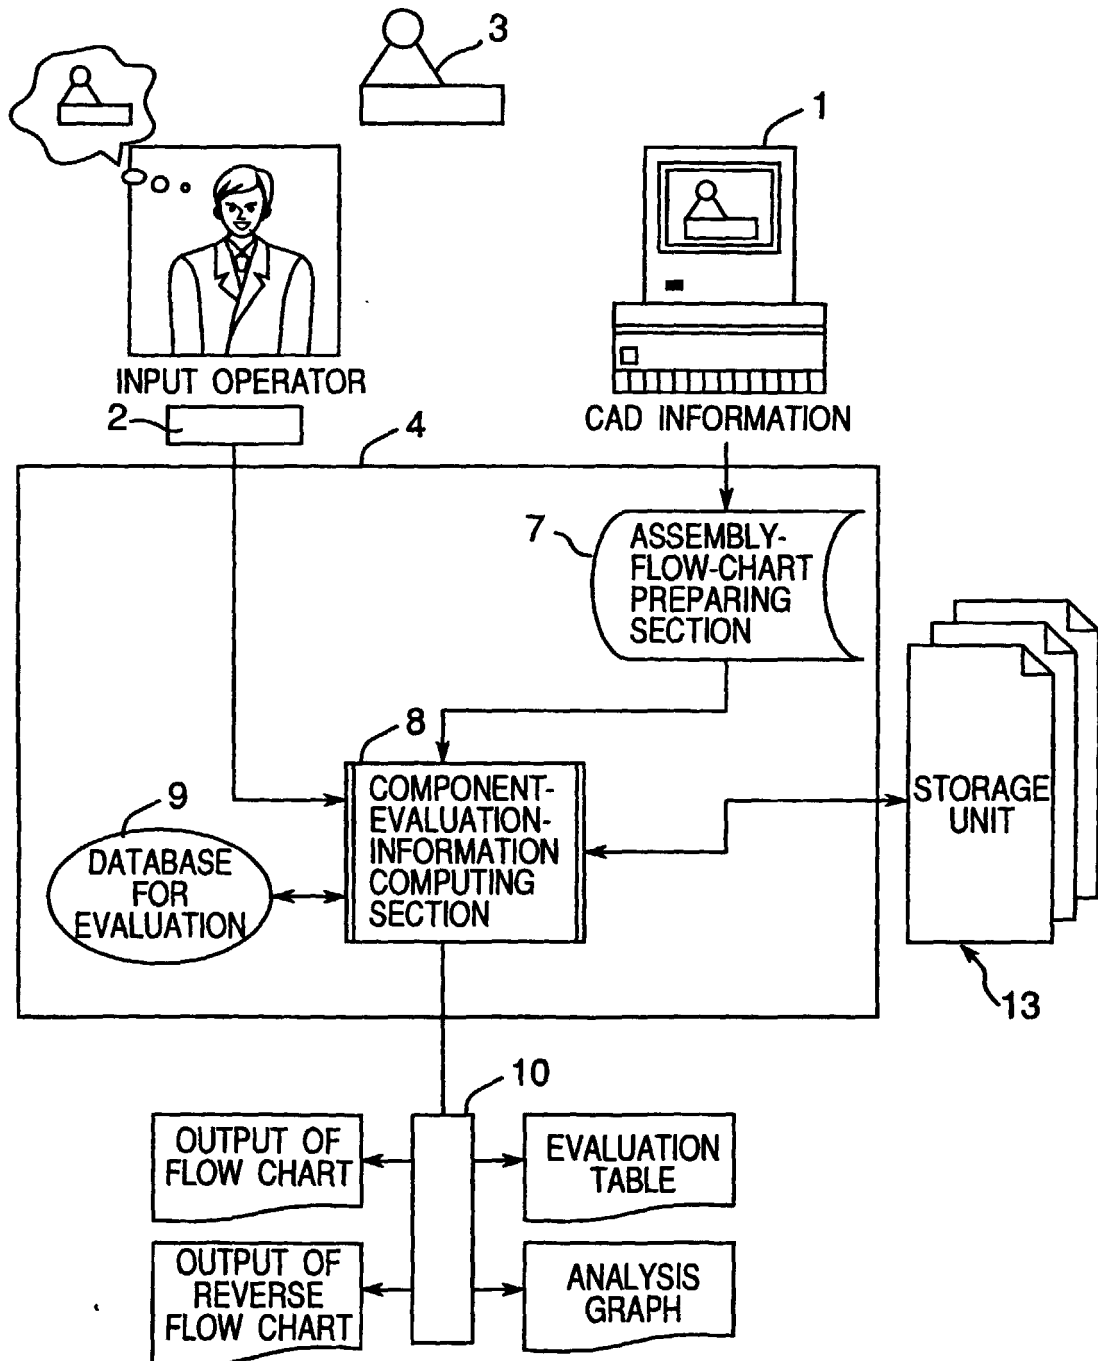 3
1
INPUT OPERATOR
2
CAD INFORMATION
4
7
ASSEMBLY-
FLOW-CHART
PREPARING
SECTION
8
COMPONENT-
EVALUATION-
INFORMATION
COMPUTING
SECTION
9
DATABASE
FOR
EVALUATION
STORAGE
UNIT
13
10
OUTPUT OF
FLOW CHART
EVALUATION
TABLE
OUTPUT OF
REVERSE
FLOW CHART
ANALYSIS
GRAPH